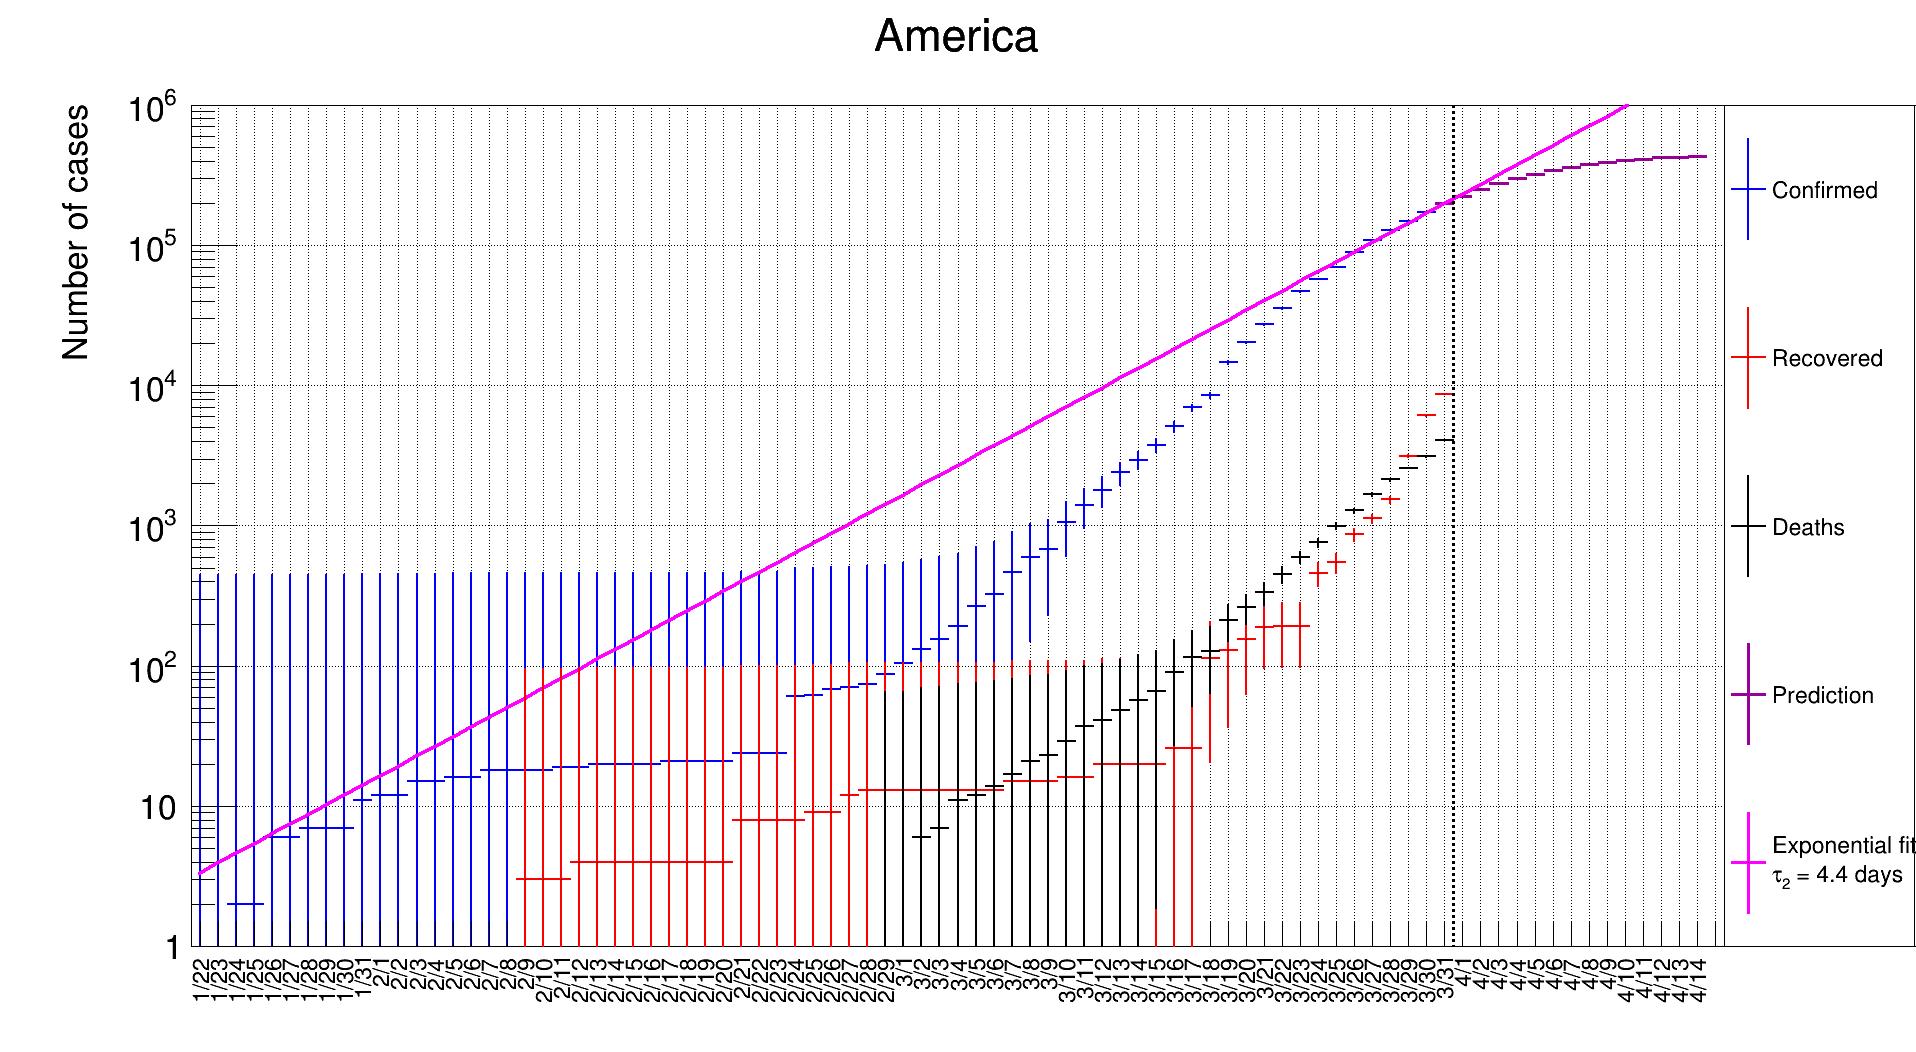 America
Number of cases
10^6
10^5
10^4
10^3
10^2
10
1
1/22 1/23 1/24 1/25 1/26 1/27 1/28 1/29 1/30 1/31 2/1 2/2 2/3 2/4 2/5 2/6 2/7 2/8 2/9 2/10 2/11 2/12 2/13 2/14 2/15 2/16 2/17 2/18 2/19 2/20 2/21 2/22 2/23 2/24 2/25 2/26 2/27 2/28 2/29 3/1 3/2 3/3 3/4 3/5 3/6 3/7 3/8 3/9 3/10 3/11 3/12 3/13 3/14 3/15 3/16 3/17 3/18 3/19 3/20 3/21 3/22 3/23 3/24 3/25 3/26 3/27 3/28 3/29 3/30 3/31 4/1 4/2 4/3 4/4 4/5 4/6 4/7 4/8 4/9 4/10 4/11 4/12 4/13 4/14
Confirmed
Recovered
Deaths
Prediction
Exponential fit
τ₂ = 4.4 days